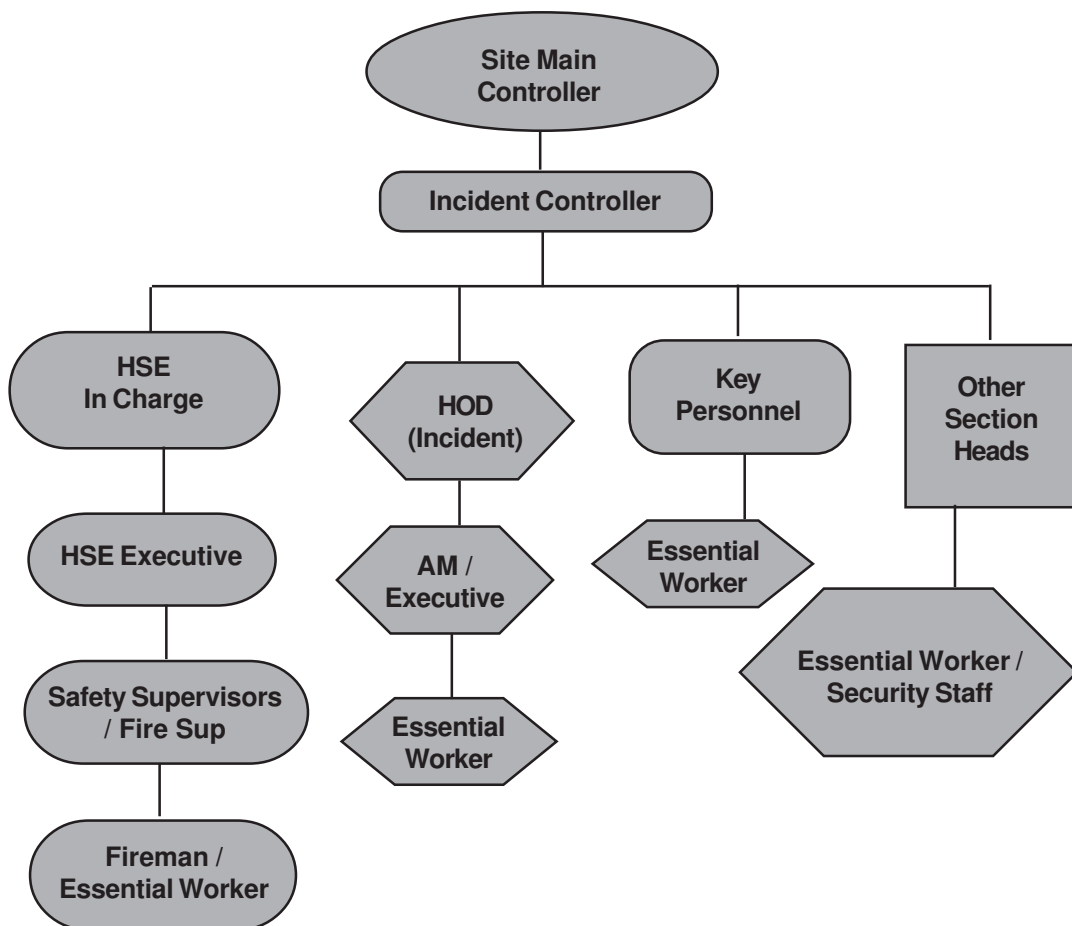 Site Main
Controller
Incident Controller
HSE
In Charge
HOD
(Incident)
Key
Personnel
Other
Section
Heads
HSE Executive
AM /
Executive
Essential
Worker
Essential Worker /
Security Staff
Safety Supervisors
/ Fire Sup
Essential
Worker
Fireman /
Essential Worker